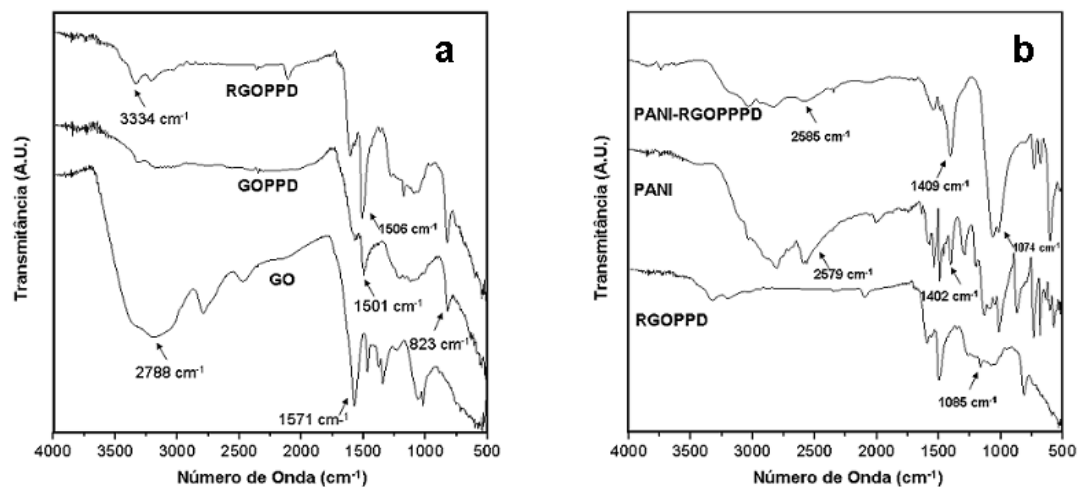 a
RGOPPD
3334 cm⁻¹
GOPPD
1506 cm⁻¹
GO
1501 cm⁻¹
823 cm⁻¹
2788 cm⁻¹
1571 cm⁻¹
Transmitância (A.U.)
4000 3500 3000 2500 2000 1500 1000 500
Número de Onda (cm⁻¹)
b
PANI-RGOPPPD
2585 cm⁻¹
1409 cm⁻¹
PANI
1074 cm⁻¹
2579 cm⁻¹
1402 cm⁻¹
RGOPPD
1085 cm⁻¹
Transmitância (A.U.)
4000 3500 3000 2500 2000 1500 1000 500
Número de Onda (cm⁻¹)